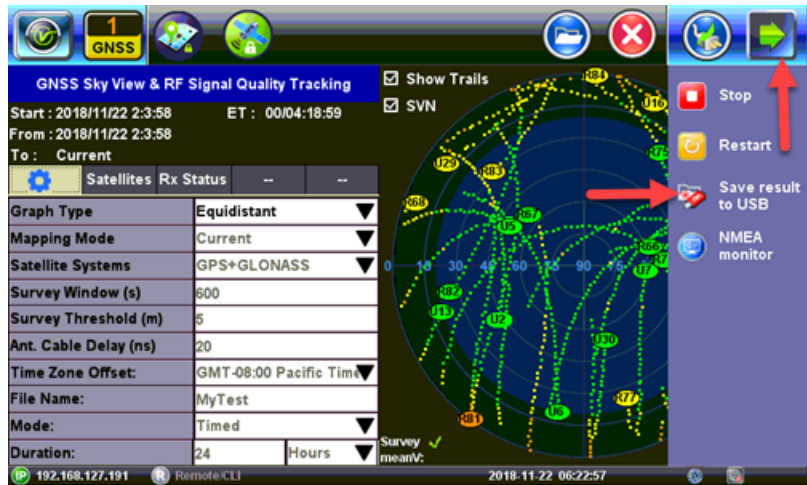 1
GNSS
GNSS Sky View & RF Signal Quality Tracking
Start : 2018/11/22 2:3:58 ET : 00/04:18:59
From : 2018/11/22 2:3:58
To : Current
Satellites Rx Status -- --
Graph Type Equidistant
Mapping Mode Current
Satellite Systems GPS+GLONASS
Survey Window (s) 600
Survey Threshold (m) 5
Ant. Cable Delay (ns) 20
Time Zone Offset: GMT-08:00 Pacific Time
File Name: MyTest
Mode: Timed
Duration: 24 Hours
Show Trails
SVN
R84
U16
R75
U29
R83
R68
R67
U5
R66
0 30 60 90 75
U7
R82
U13
U2
U30
R77
U6
R81
Survey
meanV:
Stop
Restart
Save result
to USB
NMEA
monitor
IP 192.168.127.191 R Remote/CLI 2018-11-22 06:22:57